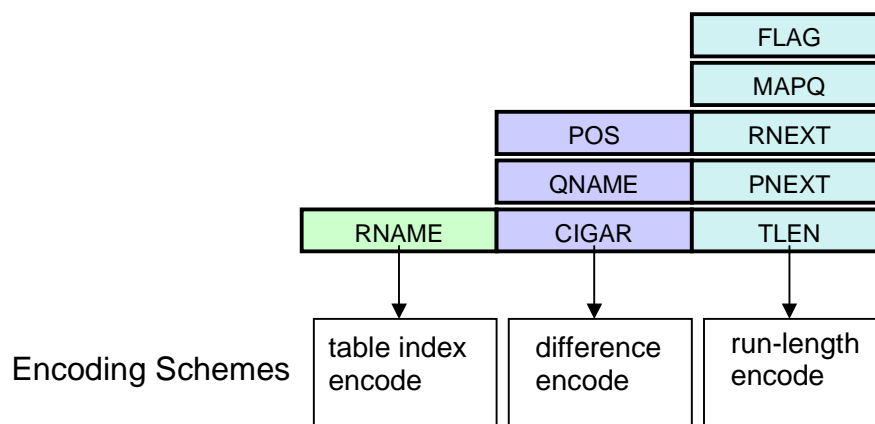 FLAG
MAPQ
POS RNEXT
QNAME PNEXT
RNAME CIGAR TLEN
Encoding Schemes
table index
encode
difference
encode
run-length
encode